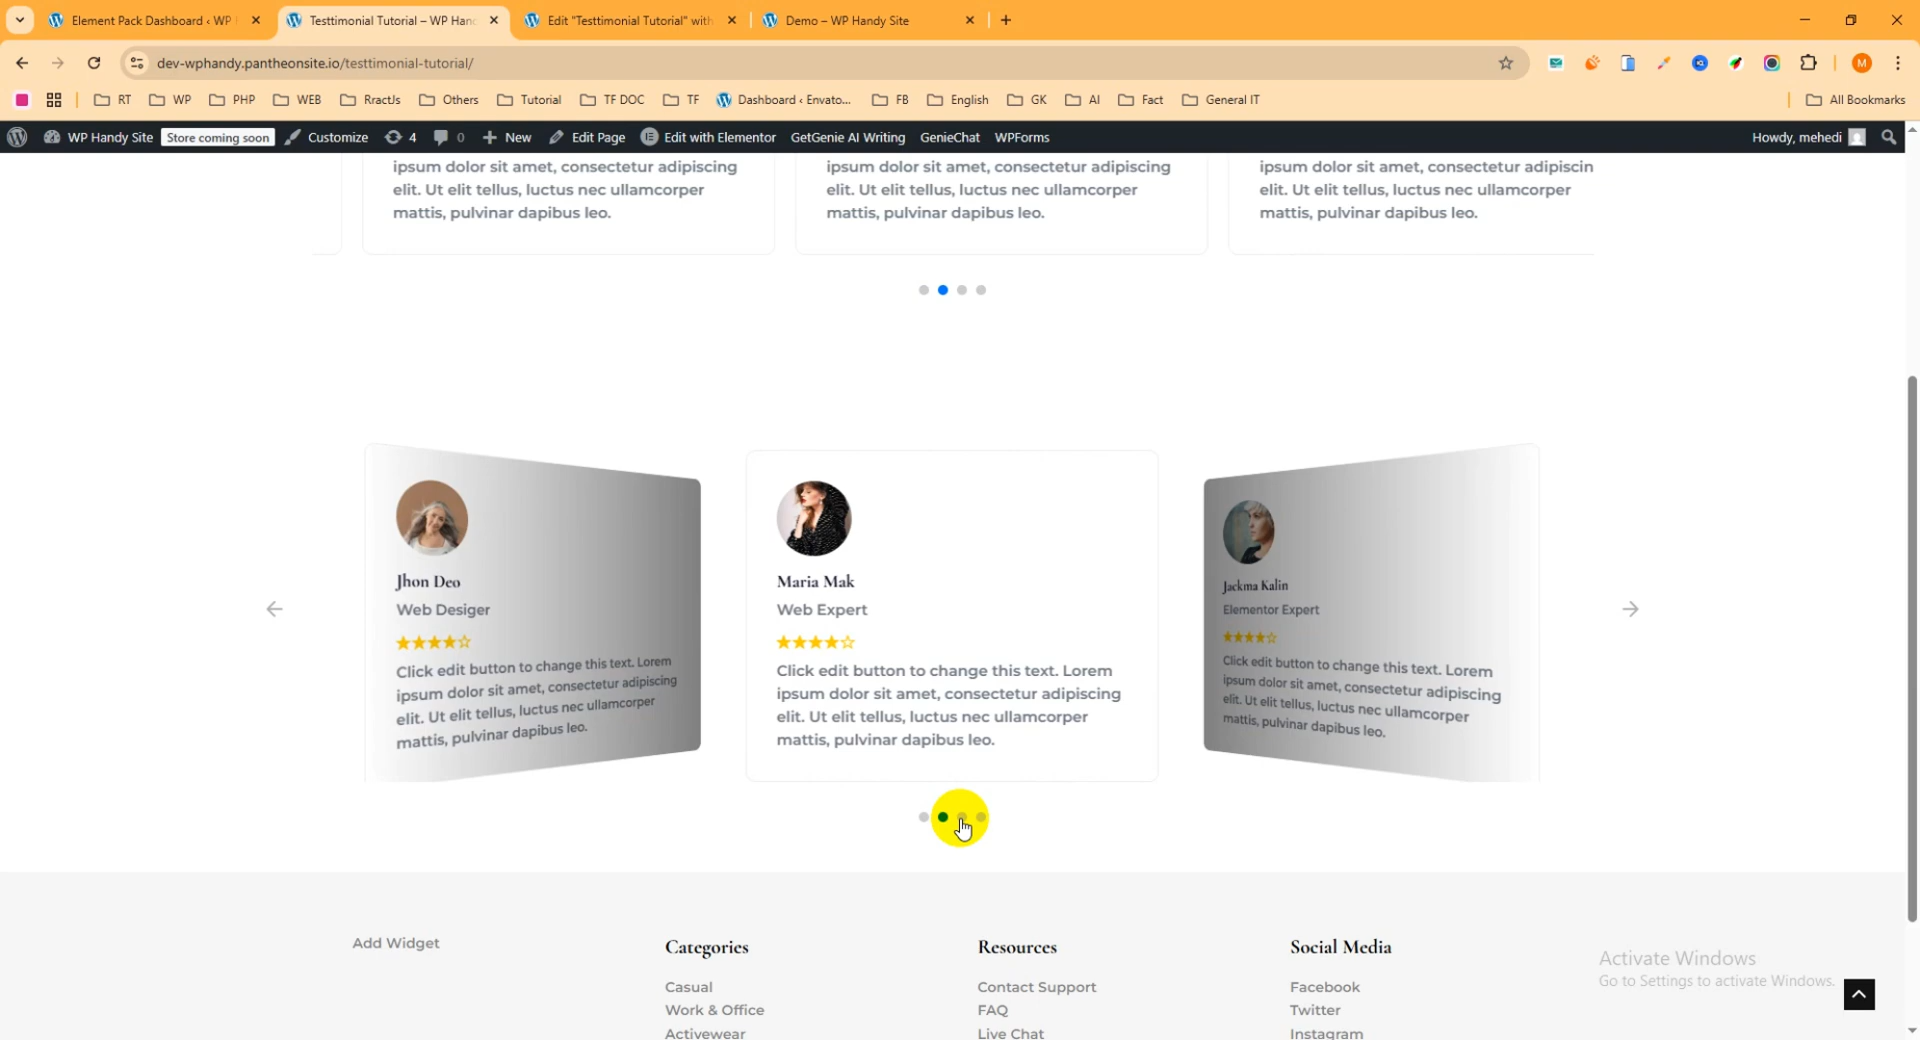 Element Pack Dashboard ‹ WP
Testtimonial Tutorial – WP Han
Edit "Testtimonial Tutorial" with
Demo – WP Handy Site
dev-wphandy.pantheonsite.io/testtimonial-tutorial/
M
RT
WP
PHP
WEB
RractJs
Others
Tutorial
TF DOC
TF
Dashboard ‹ Envato...
FB
English
GK
AI
Fact
General IT
All Bookmarks
WP Handy Site
Store coming soon
Customize
4
0
New
Edit Page
Edit with Elementor
GetGenie AI Writing
GenieChat
WPForms
Howdy, mehedi
ipsum dolor sit amet, consectetur adipiscing
elit. Ut elit tellus, luctus nec ullamcorper
mattis, pulvinar dapibus leo.
ipsum dolor sit amet, consectetur adipiscing
elit. Ut elit tellus, luctus nec ullamcorper
mattis, pulvinar dapibus leo.
ipsum dolor sit amet, consectetur adipiscin
elit. Ut elit tellus, luctus nec ullamcorper
mattis, pulvinar dapibus leo.
Jhon Deo
Web Desiger
Click edit button to change this text. Lorem
ipsum dolor sit amet, consectetur adipiscing
elit. Ut elit tellus, luctus nec ullamcorper
mattis, pulvinar dapibus leo.
Maria Mak
Web Expert
Click edit button to change this text. Lorem
ipsum dolor sit amet, consectetur adipiscing
elit. Ut elit tellus, luctus nec ullamcorper
mattis, pulvinar dapibus leo.
Jackma Kalin
Elementor Expert
Click edit button to change this text. Lorem
ipsum dolor sit amet, consectetur adipiscing
elit. Ut elit tellus, luctus nec ullamcorper
mattis, pulvinar dapibus leo.
Add Widget
Categories
Casual
Work & Office
Activewear
Resources
Contact Support
FAQ
Live Chat
Social Media
Facebook
Twitter
Instagram
Activate Windows
Go to Settings to activate Windows.